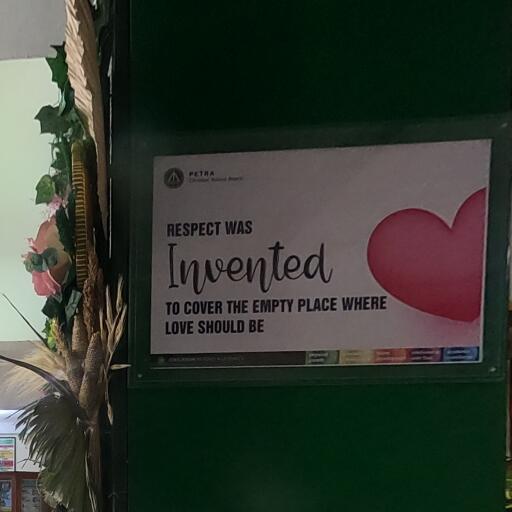 PETRA
RESPECT WAS
Invented
TO COVER THE EMPTY PLACE WHERE
LOVE SHOULD BE